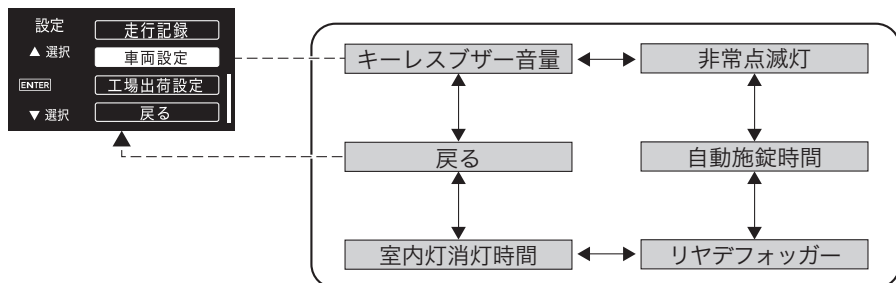 設定
走行記録
▲ 選択
車両設定
ENTER
工場出荷設定
▼ 選択
戻る
キーレスブザー音量
非常点滅灯
戻る
自動施錠時間
室内灯消灯時間
リヤデフォッガー